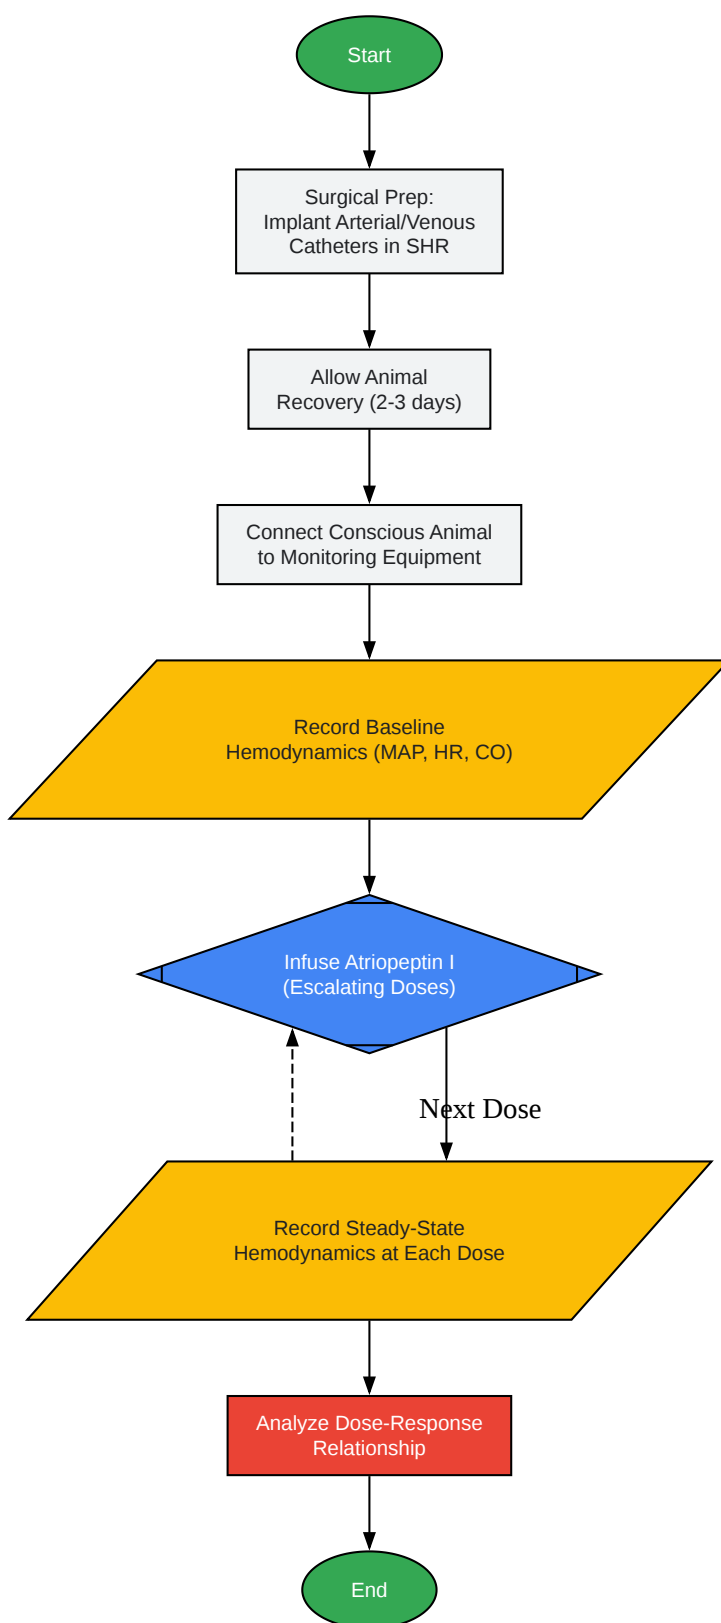 Start
Surgical Prep:
Implant Arterial/Venous
Catheters in SHR
Allow Animal
Recovery (2-3 days)
Connect Conscious Animal
to Monitoring Equipment
Record Baseline
Hemodynamics (MAP, HR, CO)
Infuse Atriopeptin I
(Escalating Doses)
Next Dose
Record Steady-State
Hemodynamics at Each Dose
Analyze Dose-Response
Relationship
End